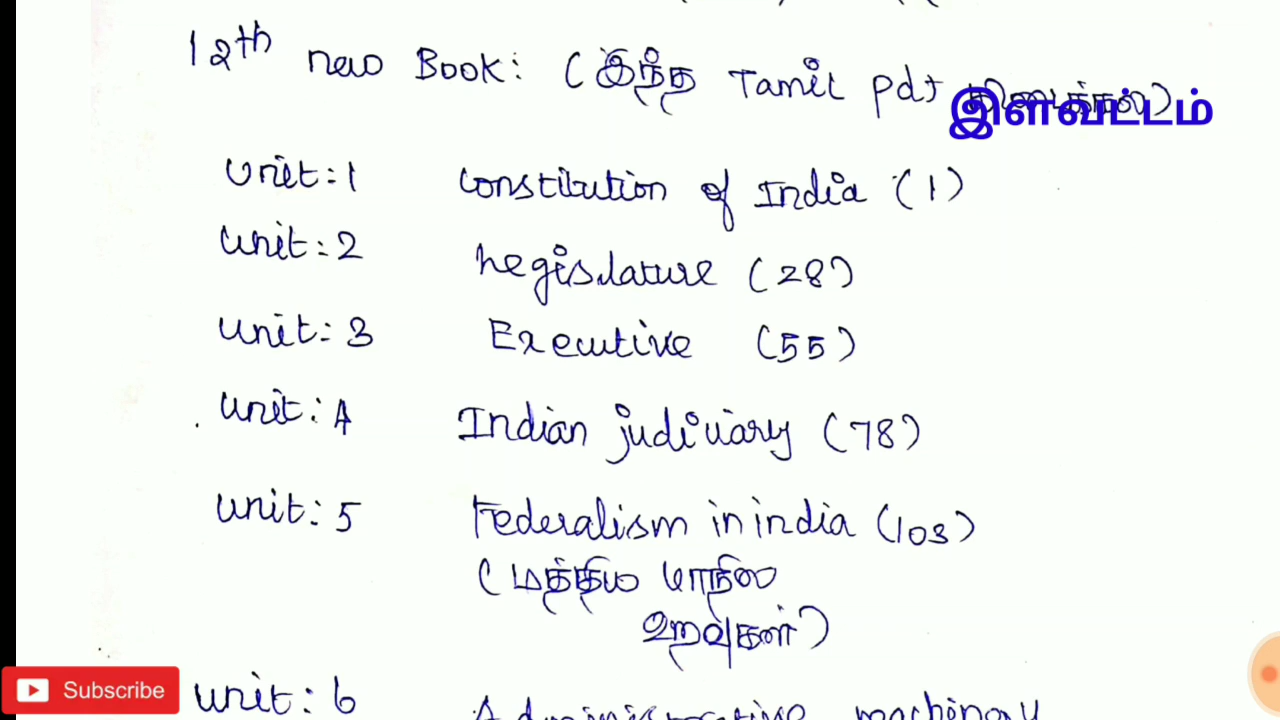 12th new Book: (இந்த Tamil pdf
இளவட்டம்
unit:1 Constitution of India (1)
unit:2 Legislature (28)
unit:3 Executive (55)
unit:4 Indian judiciary (78)
unit:5 Federalism in india (103)
(மத்திய மாநில
உறவுகள்)
Subscribe
unit:6 Administrative machinery